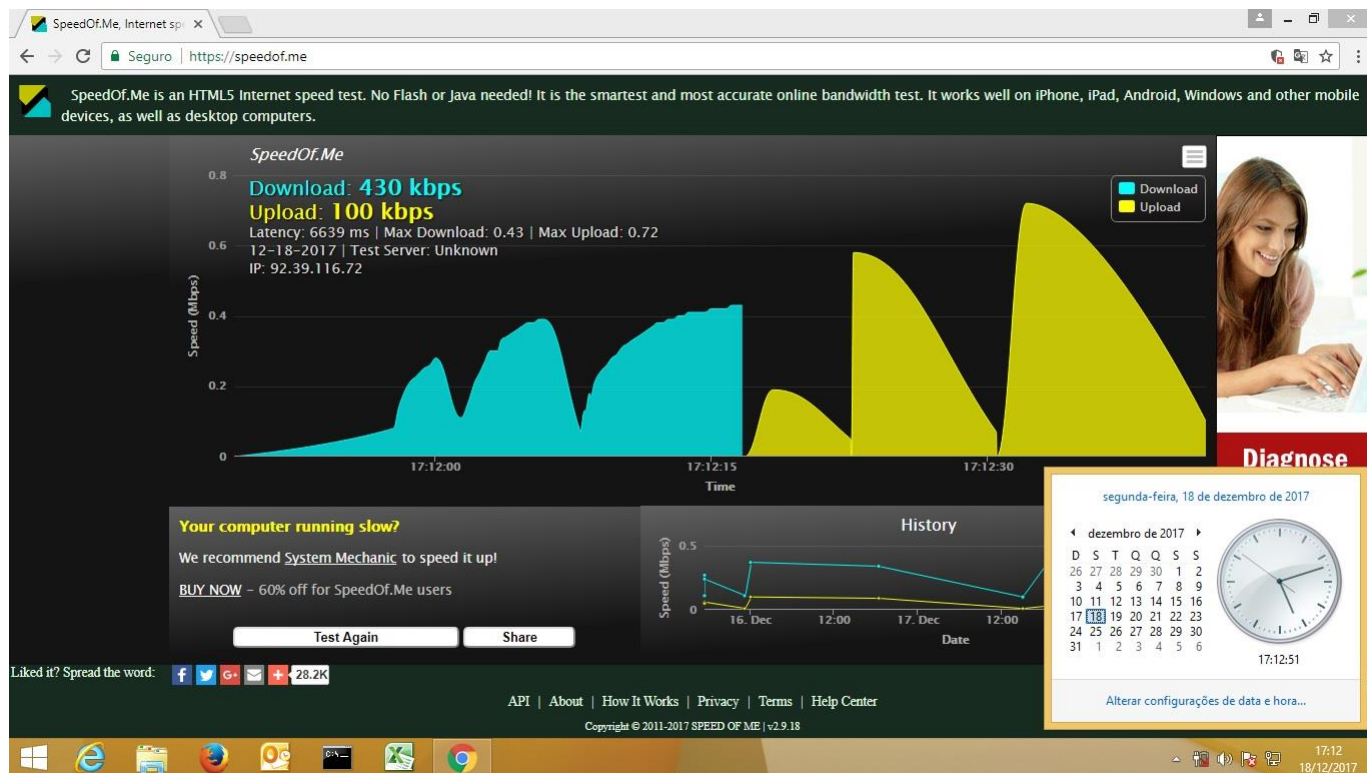 SpeedOf.Me, Internet sp
Seguro | https://speedof.me
SpeedOf.Me is an HTML5 Internet speed test. No Flash or Java needed! It is the smartest and most accurate online bandwidth test. It works well on iPhone, iPad, Android, Windows and other mobile
devices, as well as desktop computers.
SpeedOf.Me
Download: 430 kbps
Upload: 100 kbps
Latency: 6639 ms | Max Download: 0.43 | Max Upload: 0.72
12-18-2017 | Test Server: Unknown
IP: 92.39.116.72
Download
Upload
0.8
0.6
0.4
0.2
0
Speed (Mbps)
17:12:00 17:12:15 17:12:30
Time
Diagnose
Your computer running slow?
We recommend System Mechanic to speed it up!
BUY NOW – 60% off for SpeedOf.Me users
Test Again Share
History
0.5
0
Speed (Mbps)
16. Dec 12:00 17. Dec 12:00
Date
segunda-feira, 18 de dezembro de 2017
dezembro de 2017
D S T Q Q S S
26 27 28 29 30 1 2
3 4 5 6 7 8 9
10 11 12 13 14 15 16
17 18 19 20 21 22 23
24 25 26 27 28 29 30
31 1 2 3 4 5 6
17:12:51
Alterar configurações de data e hora...
Liked it? Spread the word: 28.2K
API | About | How It Works | Privacy | Terms | Help Center
Copyright © 2011-2017 SPEED OF ME | v2.9.18
17:12
18/12/2017